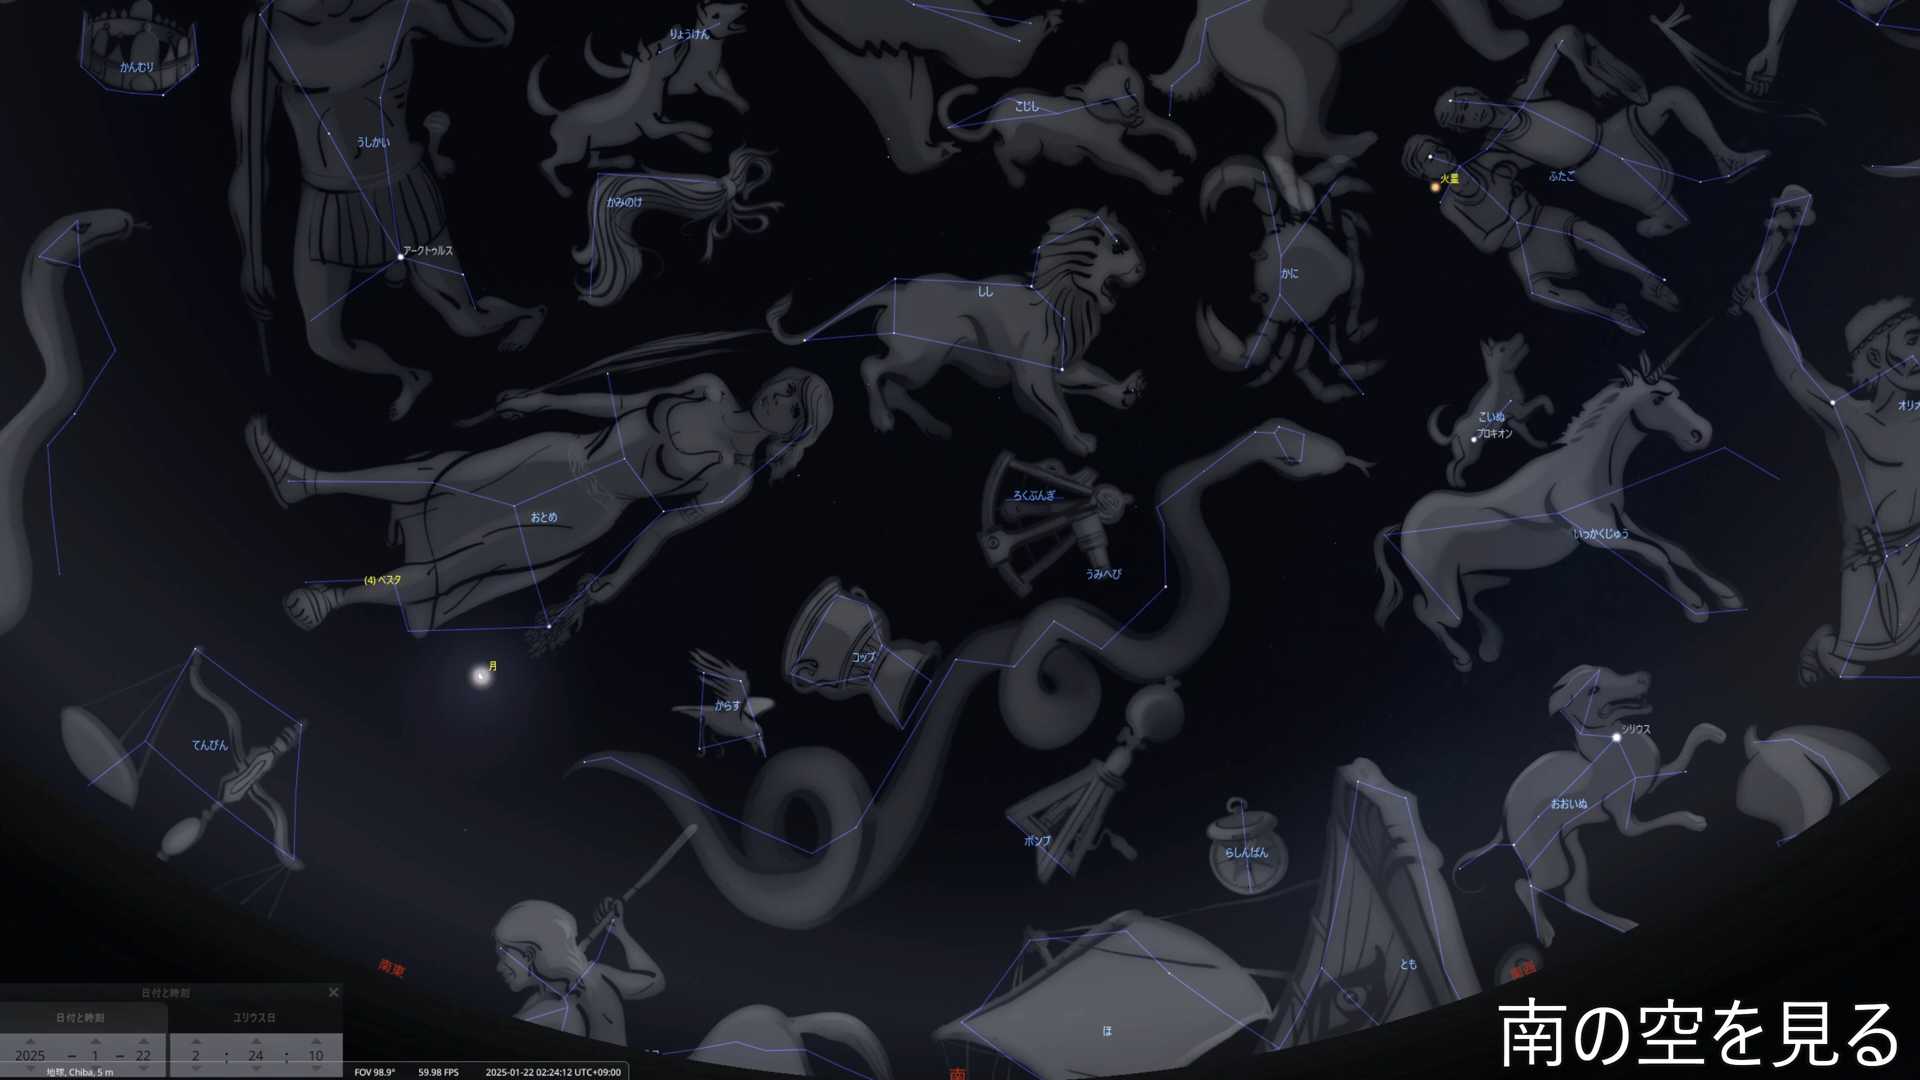 りょうけん
かんむり
こじし
うしかい
ふたご
火星
かみのけ
アークトゥルス
かに
しし
オリオ
こいぬ
プロキオン
ろくぶんぎ
おとめ
いっかくじゅう
うみへび
(4) ベスタ
コップ
月
からす
シリウス
てんびん
おおいぬ
ポンプ
らしんばん
とも
南東
南西
ほ
南
南の空を見る
日付と時刻
日付と時刻 ユリウス日
2025 - 1 - 22 2 : 24 : 10
地球, Chiba, 5 m FOV 98.9° 59.98 FPS 2025-01-22 02:24:12 UTC+09:00